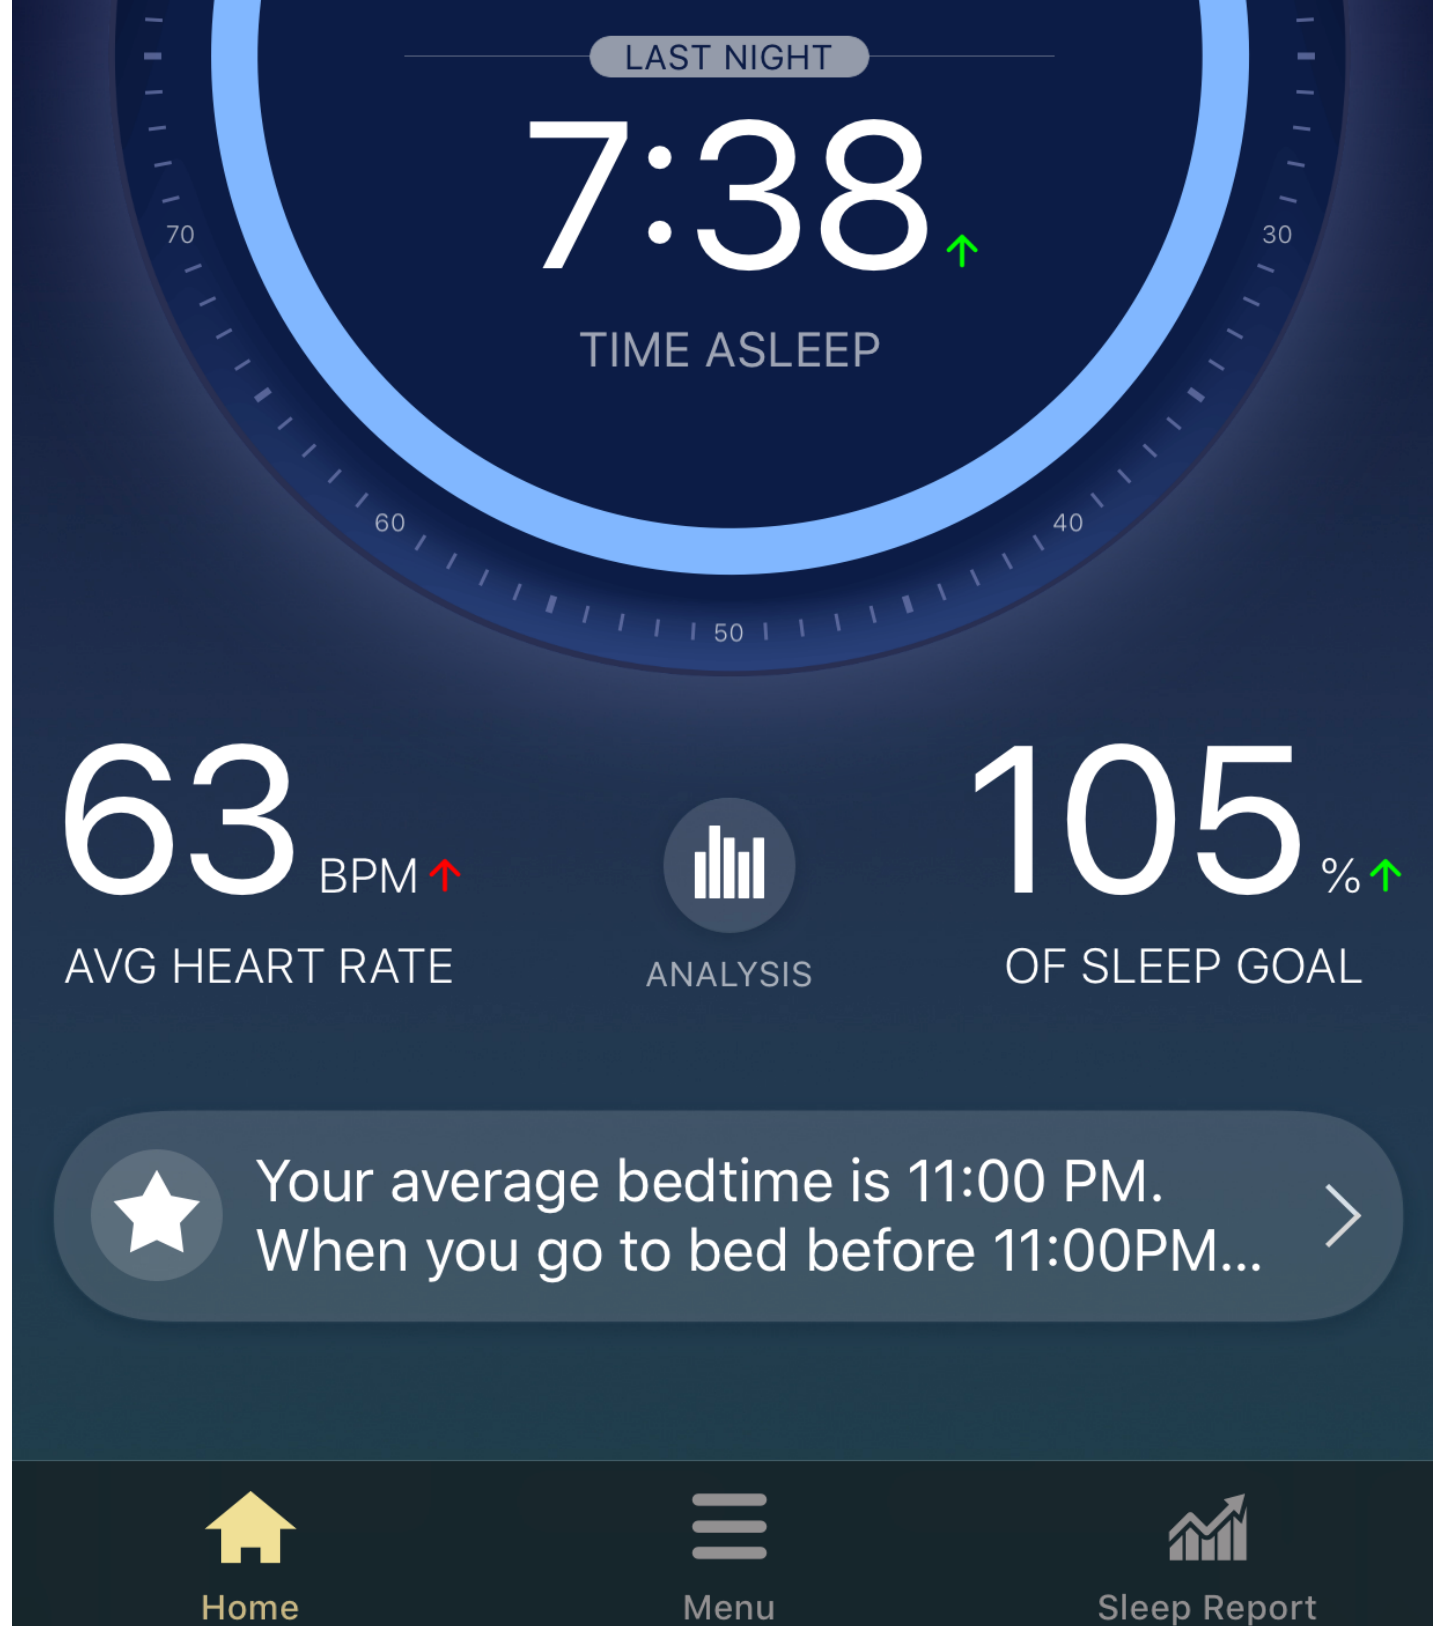 LAST NIGHT
7:38
TIME ASLEEP
70
30
60
40
50
63 BPM
AVG HEART RATE
ANALYSIS
105 %
OF SLEEP GOAL
Your average bedtime is 11:00 PM.
When you go to bed before 11:00PM...
Home
Menu
Sleep Report